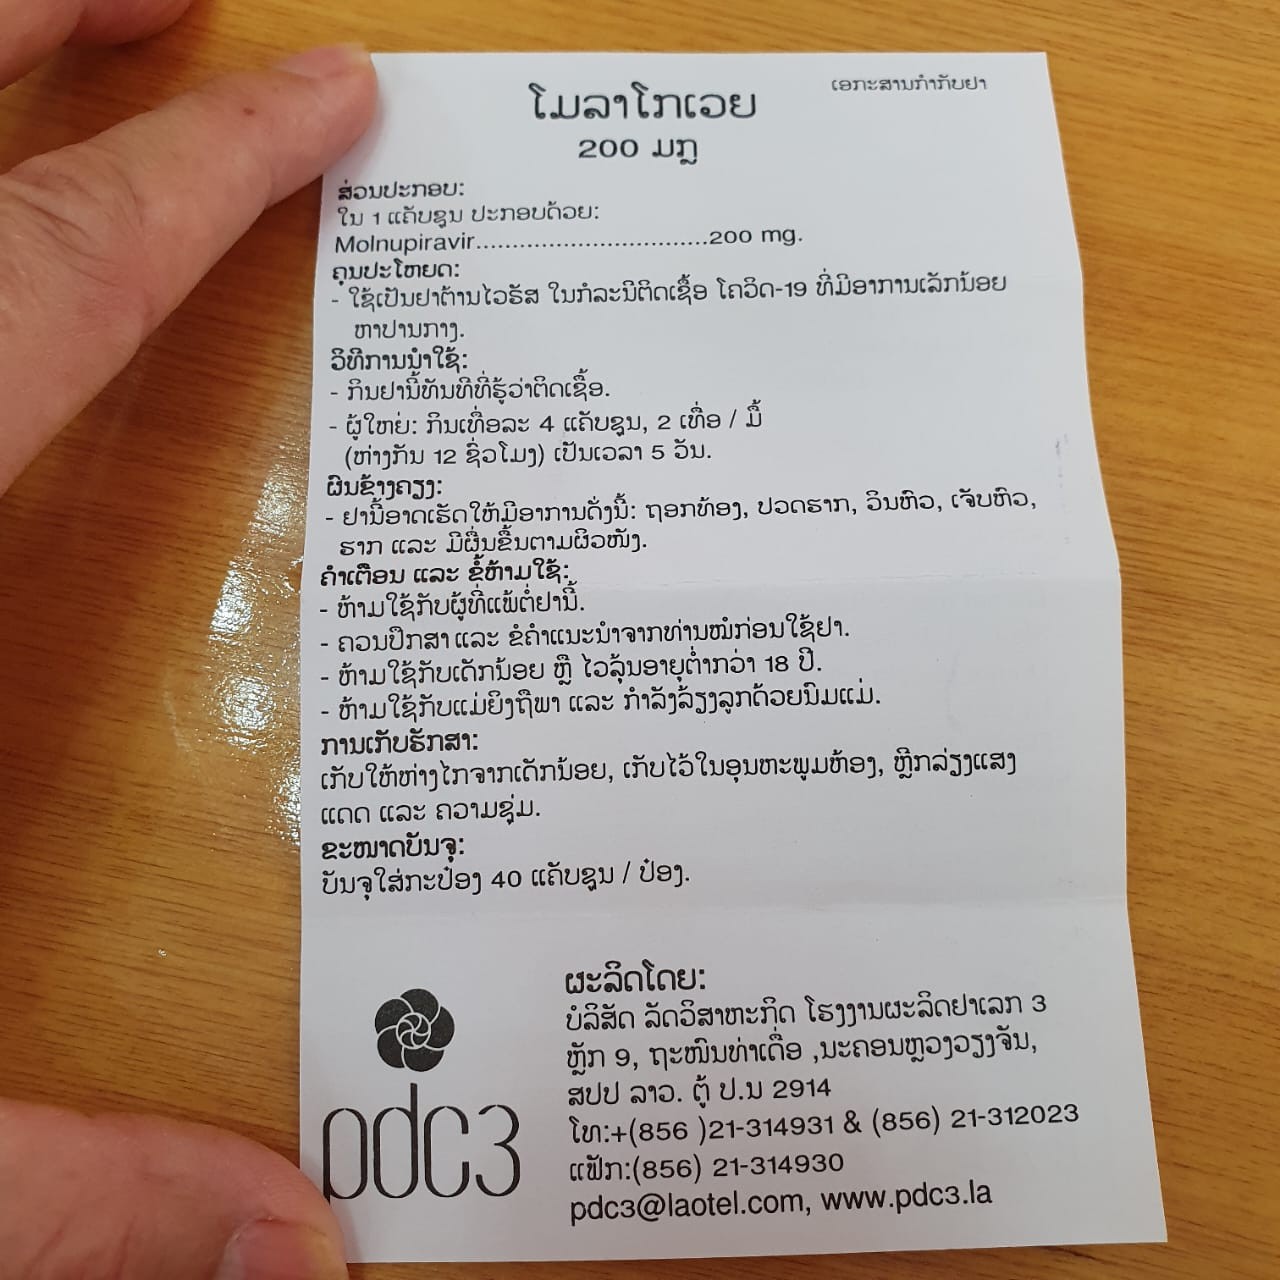 ເອກະສານກຳກັບຢາ
ໂມລາໂກເວຍ
200 ມກຼ
ສ່ວນປະກອບ:
ໃນ 1 ແຄັບຊູນ ປະກອບດ້ວຍ:
Molnupiravir................................200 mg.
ຄຸນປະໂຫຍດ:
- ໃຊ້ເປັນຢາຕ້ານໄວຣັສ ໃນກໍລະນີຕິດເຊື້ອ ໂຄວິດ-19 ທີ່ມີອາການເລັກນ້ອຍ
ຫາປານກາງ.
ວິທີການນຳໃຊ້:
- ກິນຢານີ້ທັນທີທີ່ຮູ້ວ່າຕິດເຊື້ອ.
- ຜູ້ໃຫຍ່: ກິນເທື່ອລະ 4 ແຄັບຊູນ, 2 ເທື່ອ / ມື້
(ຫ່າງກັນ 12 ຊົ່ວໂມງ) ເປັນເວລາ 5 ວັນ.
ຜົນຂ້າງຄຽງ:
- ຢານີ້ອາດເຮັດໃຫ້ມີອາການດັ່ງນີ້: ຖອກທ້ອງ, ປວດຮາກ, ວິນຫົວ, ເຈັບຫົວ,
ຮາກ ແລະ ມີຜື່ນຂຶ້ນຕາມຜິວໜັງ.
ຄຳເຕືອນ ແລະ ຂໍ້ຫ້າມໃຊ້:
- ຫ້າມໃຊ້ກັບຜູ້ທີ່ແພ້ຕໍ່ຢານີ້.
- ຄວນປຶກສາ ແລະ ຂໍຄຳແນະນຳຈາກທ່ານໝໍກ່ອນໃຊ້ຢາ.
- ຫ້າມໃຊ້ກັບເດັກນ້ອຍ ຫຼື ໄວລຸ້ນອາຍຸຕ່ຳກວ່າ 18 ປີ.
- ຫ້າມໃຊ້ກັບແມ່ຍິງຖືພາ ແລະ ກຳລັງລ້ຽງລູກດ້ວຍນົມແມ່.
ການເກັບຮັກສາ:
ເກັບໃຫ້ຫ່າງໄກຈາກເດັກນ້ອຍ, ເກັບໄວ້ໃນອຸນຫະພູມຫ້ອງ, ຫຼີກລ່ຽງແສງ
ແດດ ແລະ ຄວາມຊຸ່ມ.
ຂະໜາດບັນຈຸ:
ບັນຈຸໃສ່ກະປ໋ອງ 40 ແຄັບຊູນ / ປ໋ອງ.
ຜະລິດໂດຍ:
ບໍລິສັດ ລັດວິສາຫະກິດ ໂຮງງານຜະລິດຢາເລກ 3
ຫຼັກ 9, ຖະໜົນທ່າເດື່ອ ,ນະຄອນຫຼວງວຽງຈັນ,
ສປປ ລາວ. ຕູ້ ປ.ນ 2914
ໂທ:+(856 )21-314931 & (856) 21-312023
ແຟັກ:(856) 21-314930
pdc3@laotel.com, www.pdc3.la
pdc3